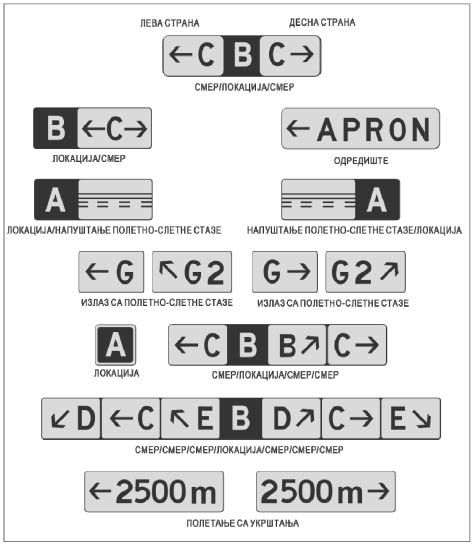 ЛЕВА СТРАНА ДЕСНА СТРАНА
←C B C→
СМЕР/ЛОКАЦИЈА/СМЕР
B ←C→ ←APRON
ЛОКАЦИЈА/СМЕР ОДРЕДИШТЕ
A A
ЛОКАЦИЈА/НАПУШТАЊЕ ПОЛЕТНО-СЛЕТНЕ СТАЗЕ НАПУШТАЊЕ ПОЛЕТНО-СЛЕТНЕ СТАЗЕ/ЛОКАЦИЈА
←G ↖G2 G→ G2↗
ИЗЛАЗ СА ПОЛЕТНО-СЛЕТНЕ СТАЗЕ ИЗЛАЗ СА ПОЛЕТНО-СЛЕТНЕ СТАЗЕ
A ←C B B↗ C→
ЛОКАЦИЈА СМЕР/ЛОКАЦИЈА/СМЕР/СМЕР
↙D ←C ↖E B D↗ C→ E↘
СМЕР/СМЕР/СМЕР/ЛОКАЦИЈА/СМЕР/СМЕР/СМЕР
←2500m 2500m→
ПОЛЕТАЊЕ СА УКРШТАЊА